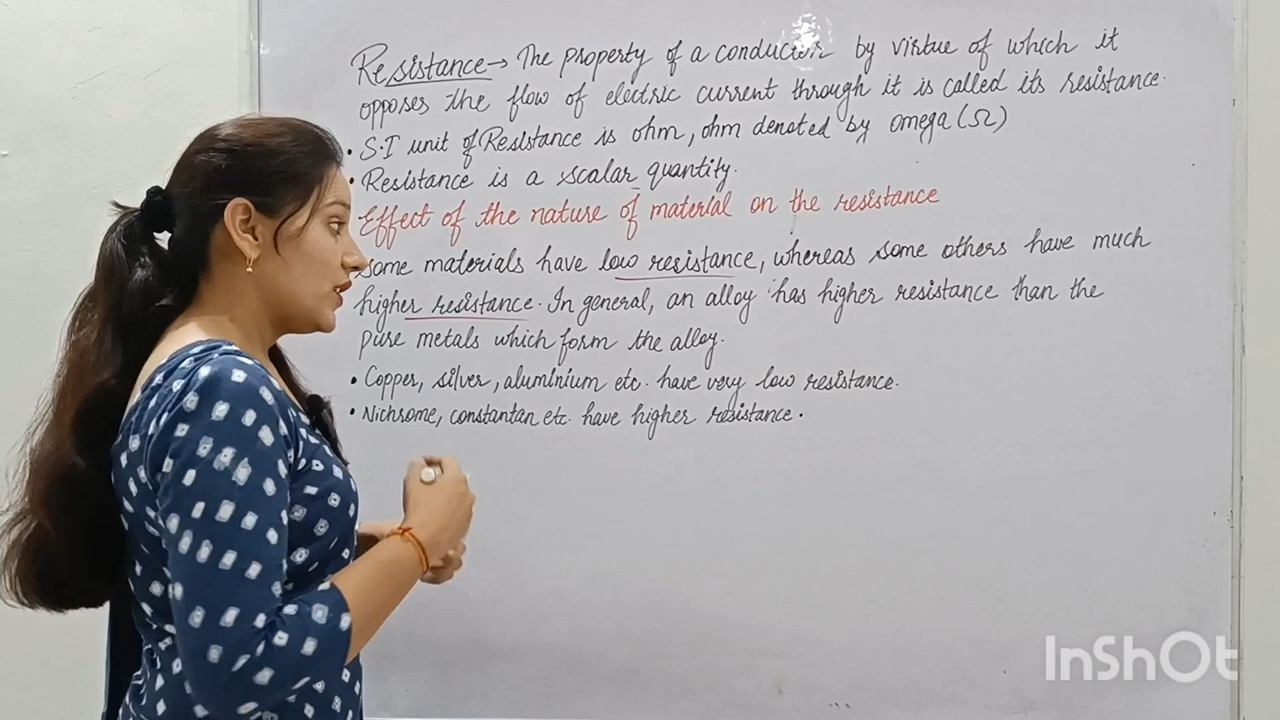 Resistance → The property of a conductor by virtue of which it
opposes the flow of electric current through it is called its resistance.
• S.I unit of Resistance is ohm, ohm denoted by omega (Ω)
• Resistance is a scalar quantity.
Effect of the nature of material on the resistance
Some materials have low resistance, whereas some others have much
higher resistance. In general, an alloy has higher resistance than the
pure metals which form the alloy.
• Copper, silver, aluminium etc. have very low resistance.
• Nichrome, constantan etc. have higher resistance.
InShOt